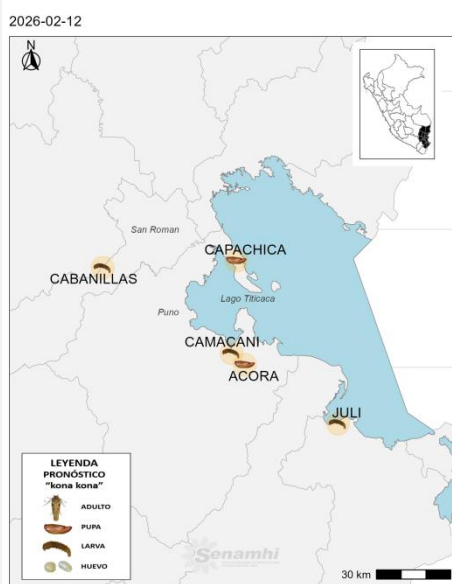 2026-02-12
N
San Roman
CAPACHICA
CABANILLAS
Puno
Lago Titicaca
CAMACANI
ACORA
JULI
LEYENDA
PRONÓSTICO
"kona kona"
ADULTO
PUPA
LARVA
HUEVO
Senamhi
30 km